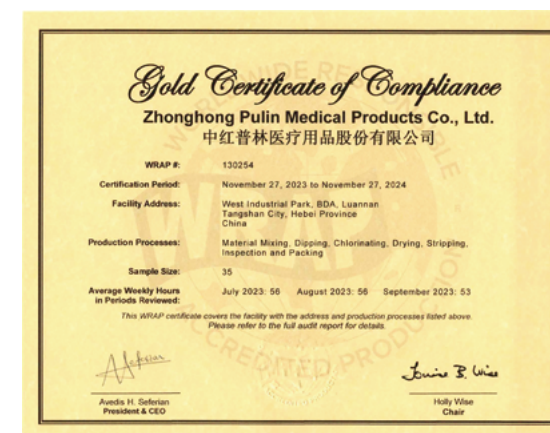 Gold Certificate of Compliance
Zhonghong Pulin Medical Products Co., Ltd.
中红普林医疗用品股份有限公司
WRAP #: 130254
Certification Period: November 27, 2023 to November 27, 2024
Facility Address: West Industrial Park, BDA, Luannan
Tangshan City, Hebei Province
China
Production Processes: Material Mixing, Dipping, Chlorinating, Drying, Stripping,
Inspection and Packing
Sample Size: 35
Average Weekly Hours July 2023: 56 August 2023: 56 September 2023: 53
in Periods Reviewed:
This WRAP certificate covers the facility with the address and production processes listed above.
Please refer to the full audit report for details.
Avedis H. Seferian Holly Wise
President & CEO Chair
WORLDWIDE RESPONSIBLE
WRAP
ACCREDITED PRODUCTION